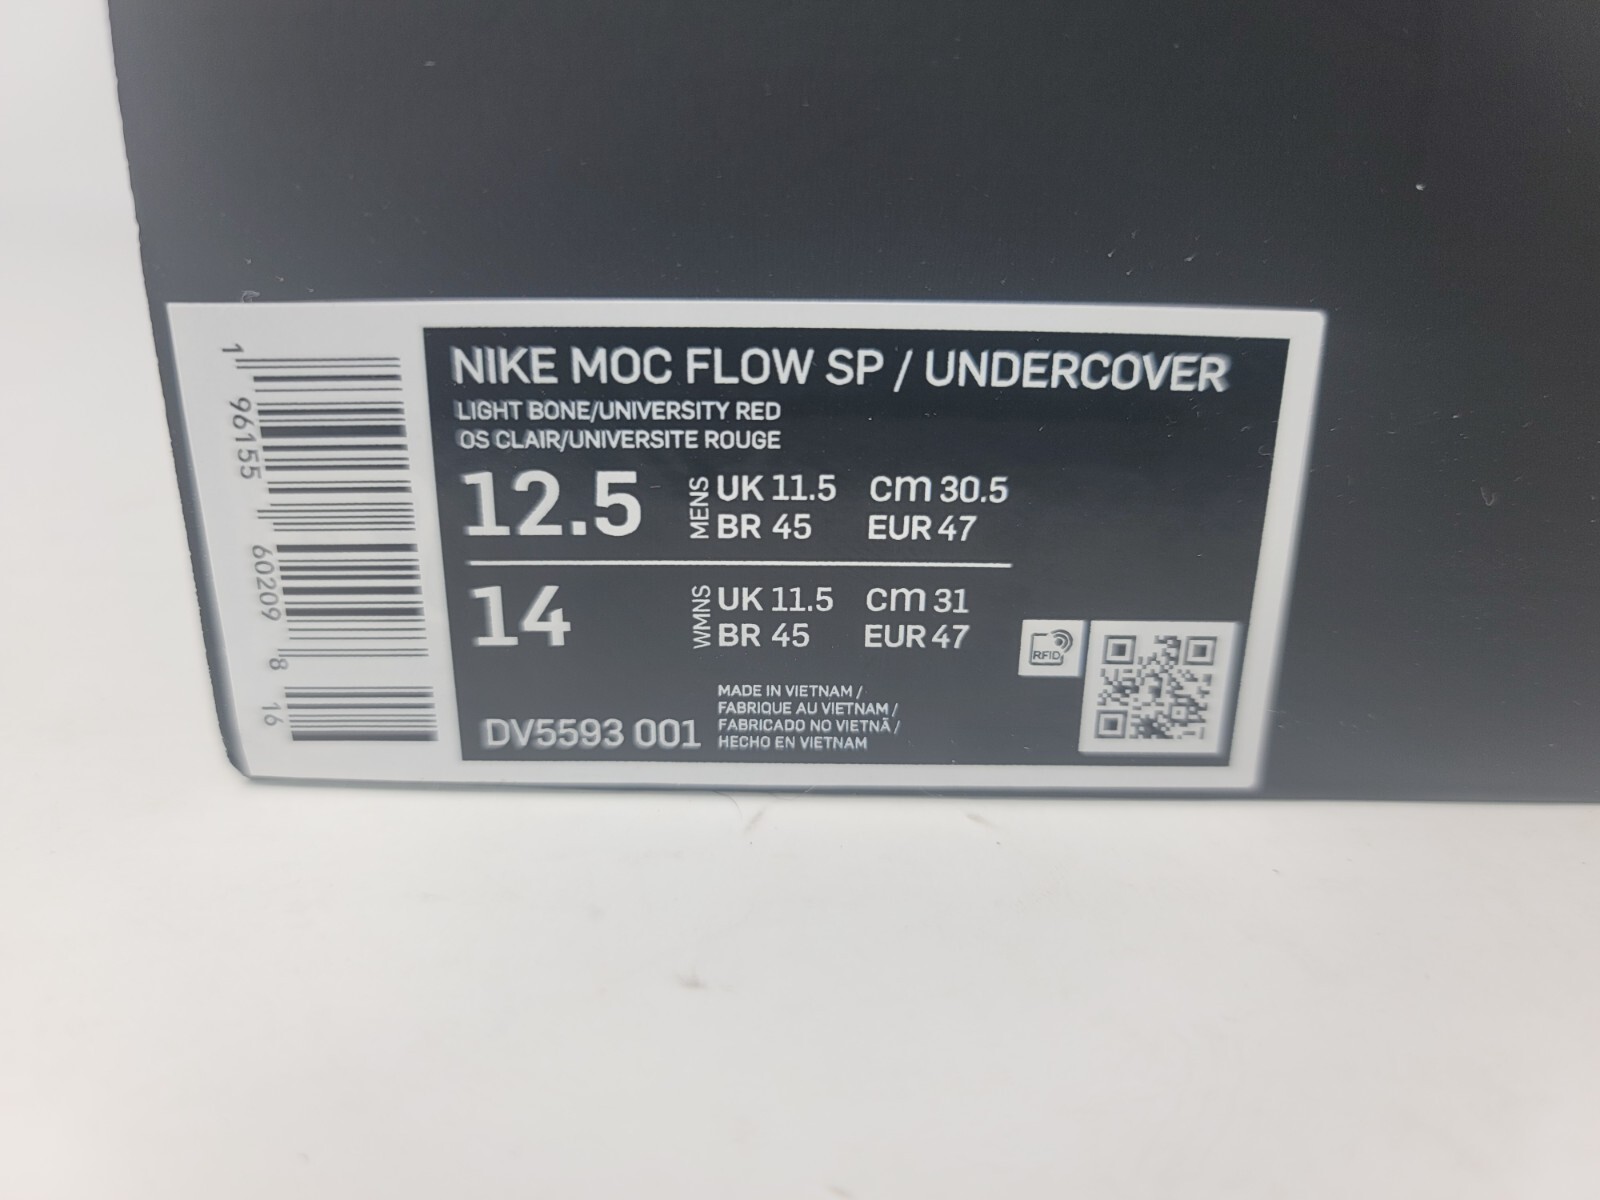 NIKE MOC FLOW SP / UNDERCOVER
LIGHT BONE/UNIVERSITY RED
OS CLAIR/UNIVERSITE ROUGE
12.5 MENS UK 11.5 cm 30.5
BR 45 EUR 47
14 WMNS UK 11.5 cm 31
BR 45 EUR 47
RFID
MADE IN VIETNAM /
FABRIQUE AU VIETNAM /
FABRICADO NO VIETNÃ /
HECHO EN VIETNAM
DV5593 001
1 96155 60209 8 16